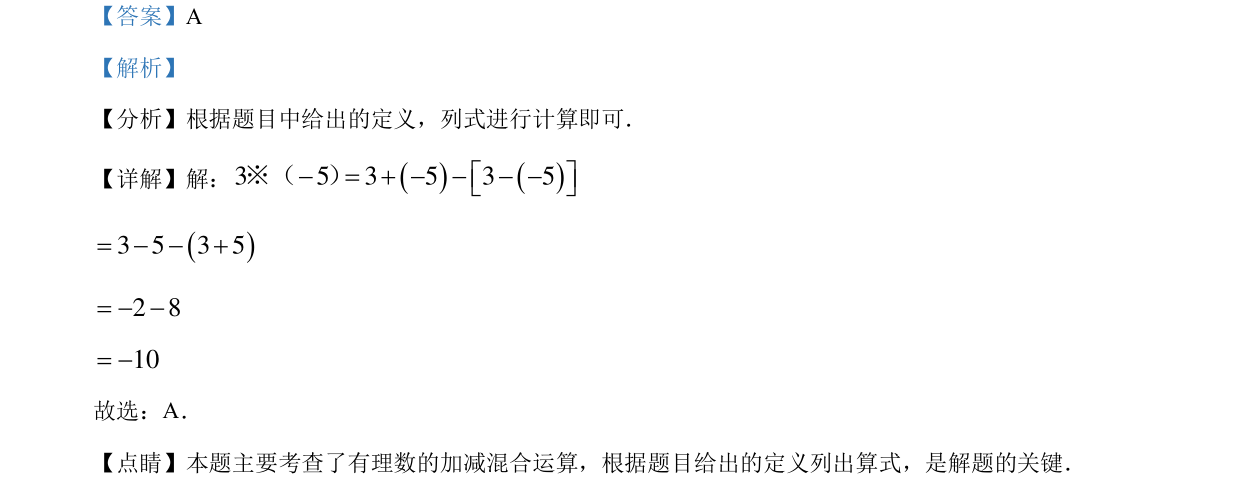 【答案】A
【解析】
【分析】根据题目中给出的定义，列式进行计算即可．
【详解】解：3※（−5）=3+(−5)−[3−(−5)]
=3−5−(3+5)
=−2−8
=−10
故选：A．
【点睛】本题主要考查了有理数的加减混合运算，根据题目给出的定义列出算式，是解题的关键．